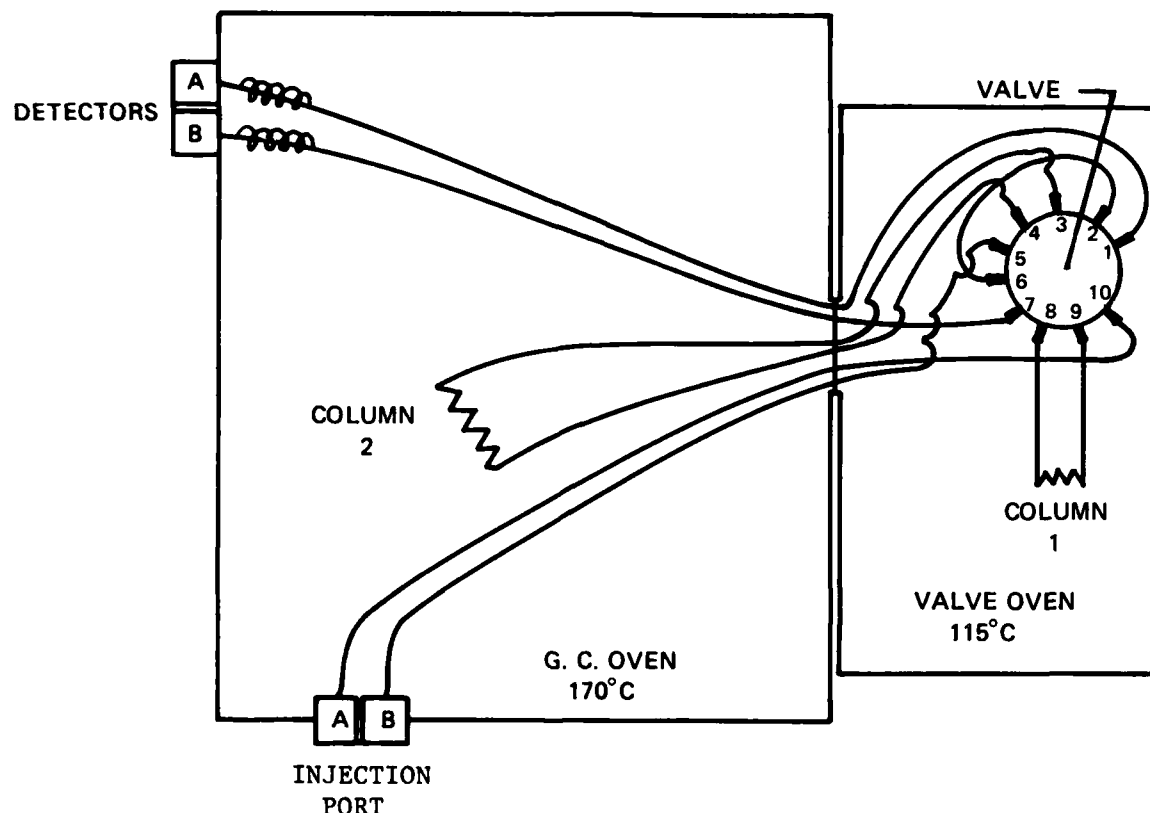 VALVE
A
DETECTORS
B
3
4
2
5
1
6
10
7
8
9
COLUMN
2
COLUMN
1
VALVE OVEN
115°C
G. C. OVEN
170°C
A
B
INJECTION
PORT